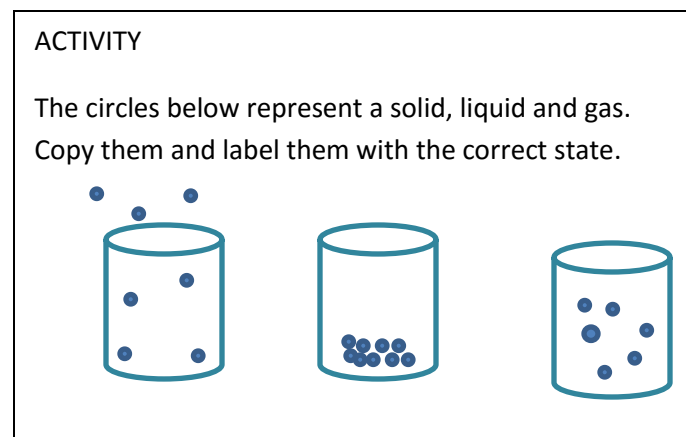 ACTIVITY
The circles below represent a solid, liquid and gas.
Copy them and label them with the correct state.